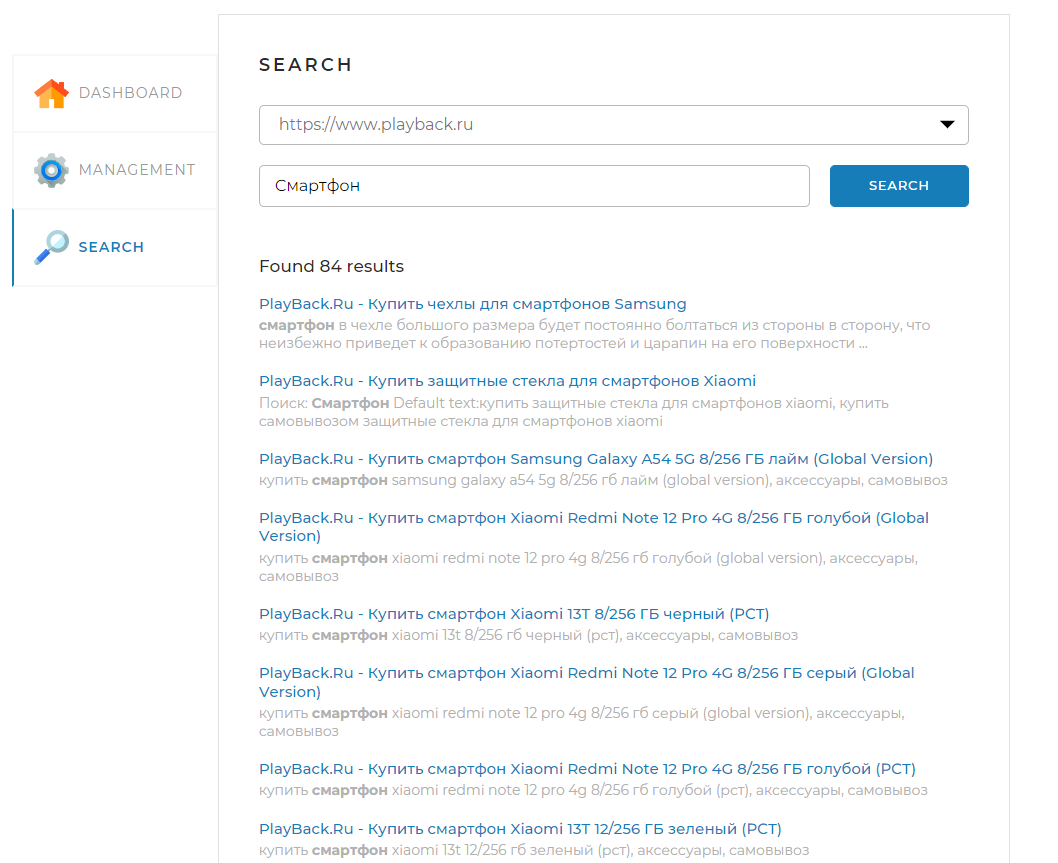 DASHBOARD
MANAGEMENT
SEARCH
SEARCH
https://www.playback.ru
Смартфон
SEARCH
Found 84 results
PlayBack.Ru - Купить чехлы для смартфонов Samsung
смартфон в чехле большого размера будет постоянно болтаться из стороны в сторону, что
неизбежно приведет к образованию потертостей и царапин на его поверхности ...
PlayBack.Ru - Купить защитные стекла для смартфонов Xiaomi
Поиск: Смартфон Default text:купить защитные стекла для смартфонов xiaomi, купить
самовывозом защитные стекла для смартфонов xiaomi
PlayBack.Ru - Купить смартфон Samsung Galaxy A54 5G 8/256 ГБ лайм (Global Version)
купить смартфон samsung galaxy a54 5g 8/256 гб лайм (global version), аксессуары, самовывоз
PlayBack.Ru - Купить смартфон Xiaomi Redmi Note 12 Pro 4G 8/256 ГБ голубой (Global
Version)
купить смартфон xiaomi redmi note 12 pro 4g 8/256 гб голубой (global version), аксессуары,
самовывоз
PlayBack.Ru - Купить смартфон Xiaomi 13T 8/256 ГБ черный (РСТ)
купить смартфон xiaomi 13t 8/256 гб черный (рст), аксессуары, самовывоз
PlayBack.Ru - Купить смартфон Xiaomi Redmi Note 12 Pro 4G 8/256 ГБ серый (Global
Version)
купить смартфон xiaomi redmi note 12 pro 4g 8/256 гб серый (global version), аксессуары,
самовывоз
PlayBack.Ru - Купить смартфон Xiaomi Redmi Note 12 Pro 4G 8/256 ГБ голубой (РСТ)
купить смартфон xiaomi redmi note 12 pro 4g 8/256 гб голубой (рст), аксессуары, самовывоз
PlayBack.Ru - Купить смартфон Xiaomi 13T 12/256 ГБ зеленый (РСТ)
купить смартфон xiaomi 13t 12/256 гб зеленый (рст), аксессуары, самовывоз